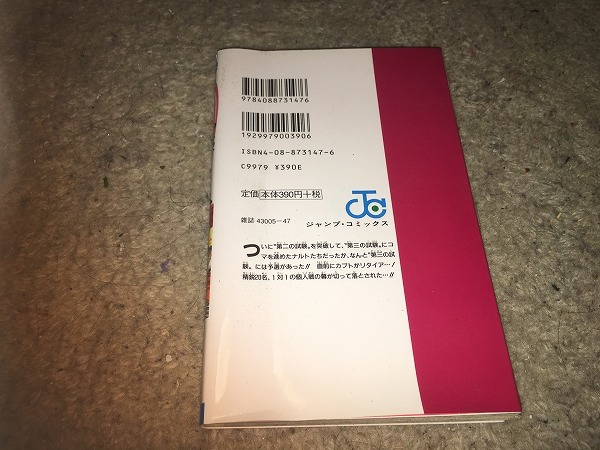 9784088731476
1929979003906
ISBN4-08-873147-6
C9979 ¥390E
定価 本体390円+税
雑誌 43005-47
ジャンプ・コミックス
ついに"第二の試験"を突破して、"第三の試験"にコ
マを進めたナルトたちだったが、なんと"第三の試
験"には予選があった!! 直前にカブトがリタイア…!
精鋭20名、1対1の個人戦の幕が切って落とされた…!!